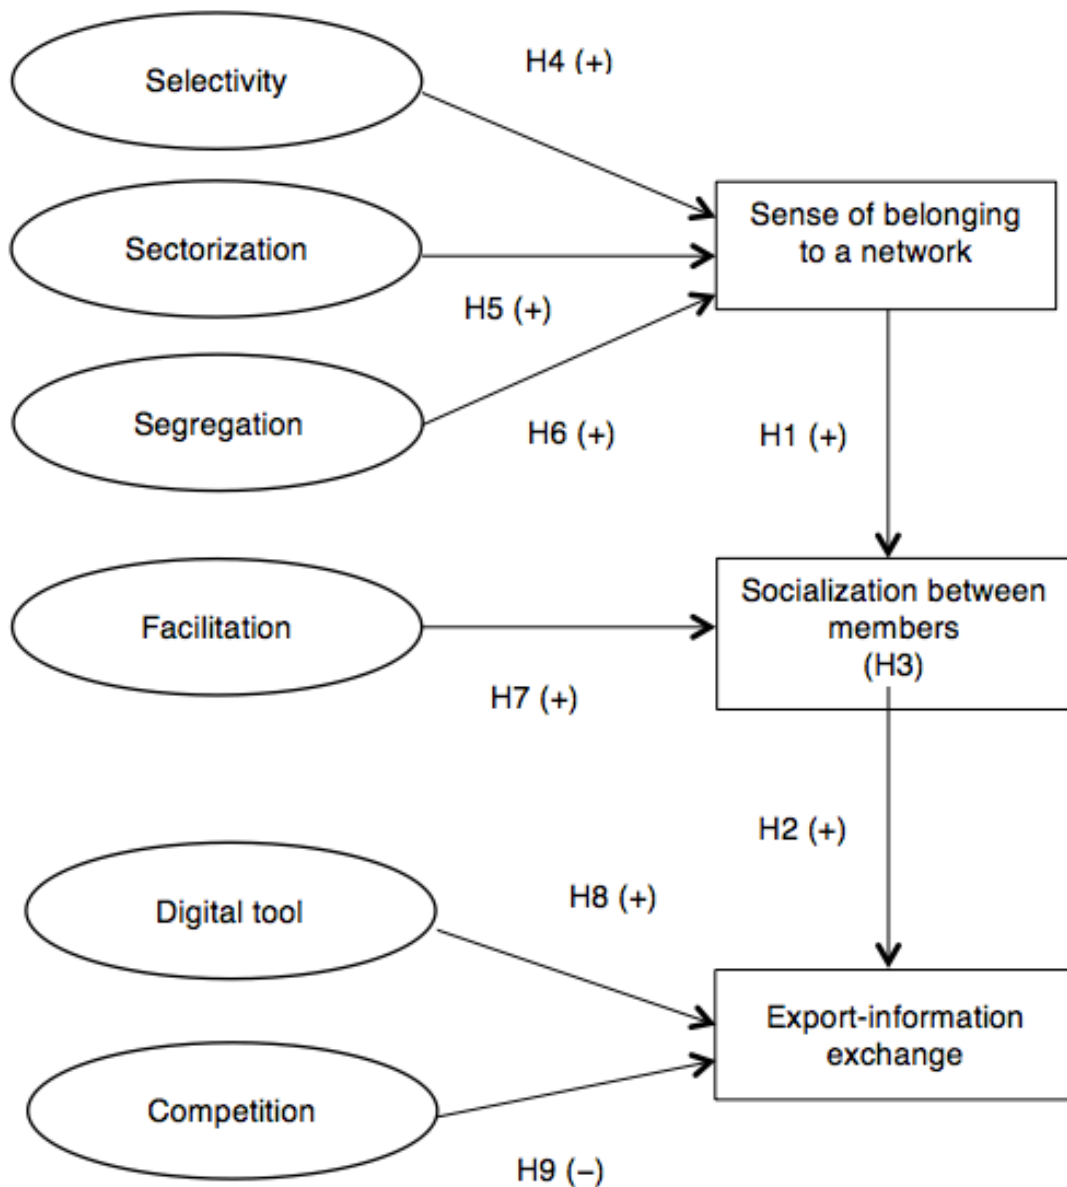 Selectivity
H4 (+)
Sectorization
Sense of belonging
to a network
H5 (+)
Segregation
H6 (+)
H1 (+)
Facilitation
Socialization between
members
(H3)
H7 (+)
H2 (+)
Digital tool
H8 (+)
Export-information
exchange
Competition
H9 (–)